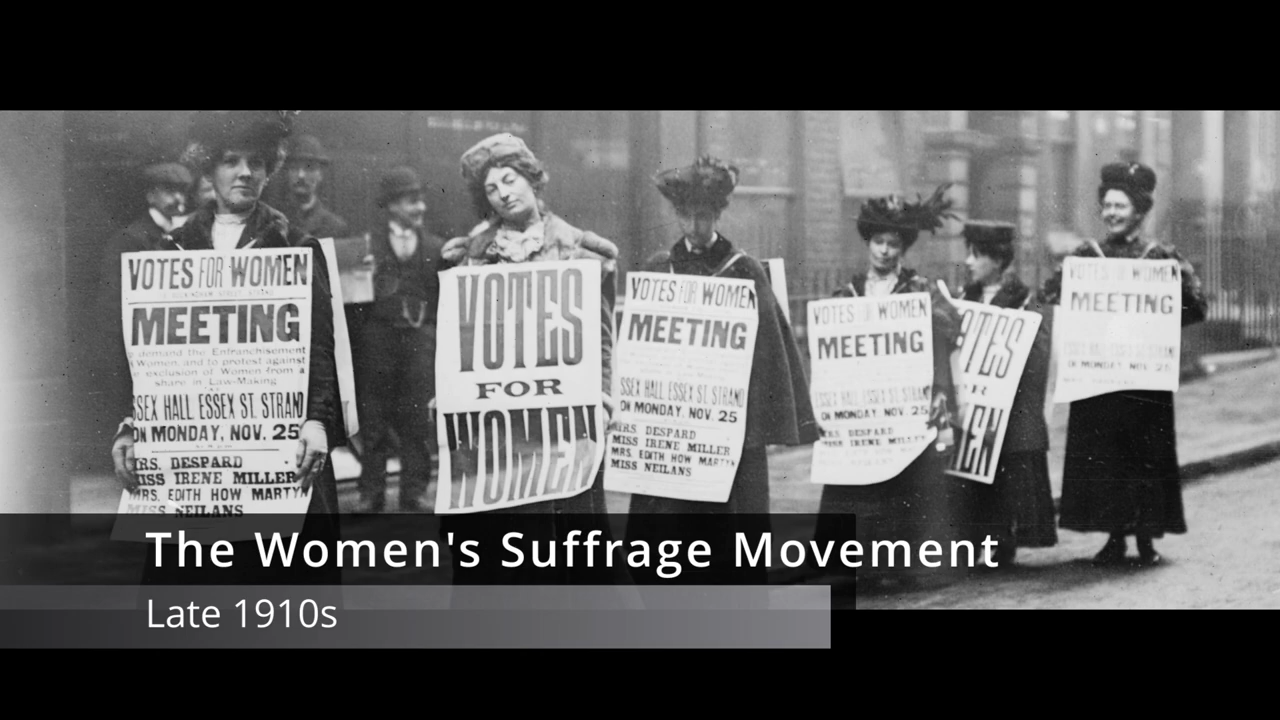 VOTES FOR WOMEN
MEETING
demand the Enfranchisement
Women, and to protest against
exclusion of Women from a
share in Law-Making
SSEX HALL ESSEX ST. STRAND
ON MONDAY, NOV. 25
MRS. DESPARD
MISS IRENE MILLER
MRS. EDITH HOW MARTYN
MISS NEILANS
VOTES
FOR
WOMEN
VOTES FOR WOMEN
MEETING
SSEX HALL ESSEX ST. STRAND
ON MONDAY, NOV. 25
MRS. DESPARD
MISS IRENE MILLER
MRS. EDITH HOW MARTYN
MISS NEILANS
VOTES FOR WOMEN
MEETING
ESSEX HALL ESSEX ST. STRAND
ON MONDAY, NOV. 25
MRS. DESPARD
MISS IRENE MILLER
OTES
R
MEN
VOTES FOR WOMEN
MEETING
ON MONDAY, NOV. 25
The Women's Suffrage Movement
Late 1910s